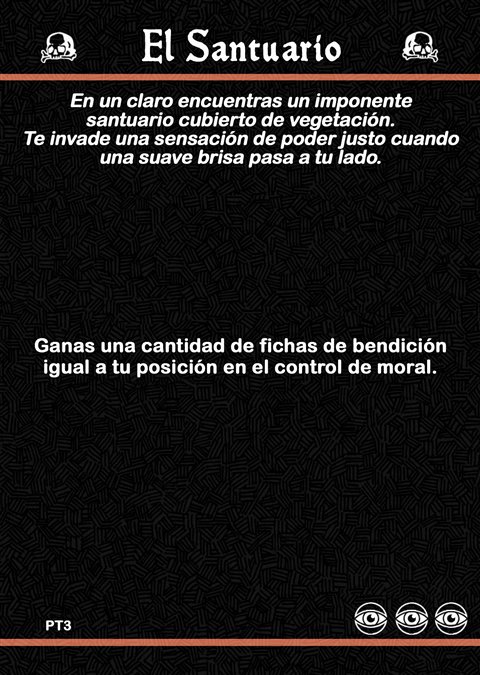 El Santuario
En un claro encuentras un imponente
santuario cubierto de vegetación.
Te invade una sensación de poder justo cuando
una suave brisa pasa a tu lado.
Ganas una cantidad de fichas de bendición
igual a tu posición en el control de moral.
PT3